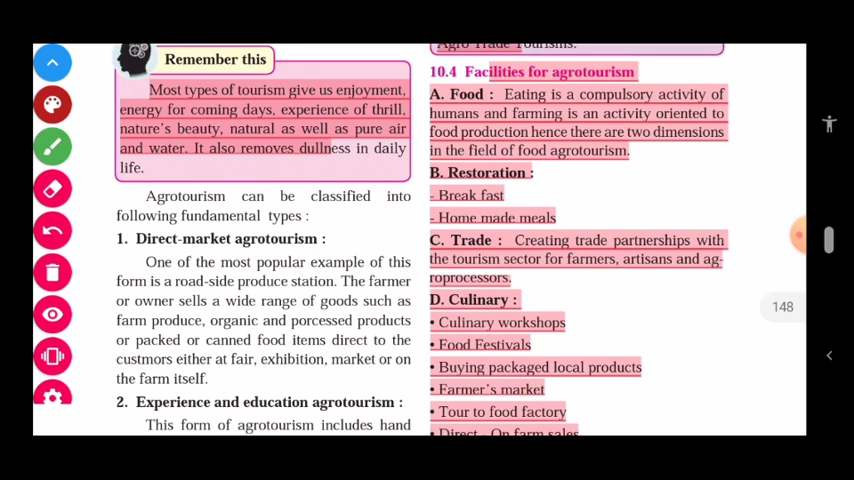 Remember this
Most types of tourism give us enjoyment,
energy for coming days, experience of thrill,
nature's beauty, natural as well as pure air
and water. It also removes dullness in daily
life.
Agrotourism can be classified into
following fundamental types :
1. Direct-market agrotourism :
One of the most popular example of this
form is a road-side produce station. The farmer
or owner sells a wide range of goods such as
farm produce, organic and porcessed products
or packed or canned food items direct to the
custmors either at fair, exhibition, market or on
the farm itself.
2. Experience and education agrotourism :
This form of agrotourism includes hand
Agro Trade Tourisms.
10.4 Facilities for agrotourism
A. Food : Eating is a compulsory activity of
humans and farming is an activity oriented to
food production hence there are two dimensions
in the field of food agrotourism.
B. Restoration :
- Break fast
- Home made meals
C. Trade : Creating trade partnerships with
the tourism sector for farmers, artisans and ag-
roprocessors.
D. Culinary :
• Culinary workshops
• Food Festivals
• Buying packaged local products
• Farmer's market
• Tour to food factory
• Direct - On farm sales
148